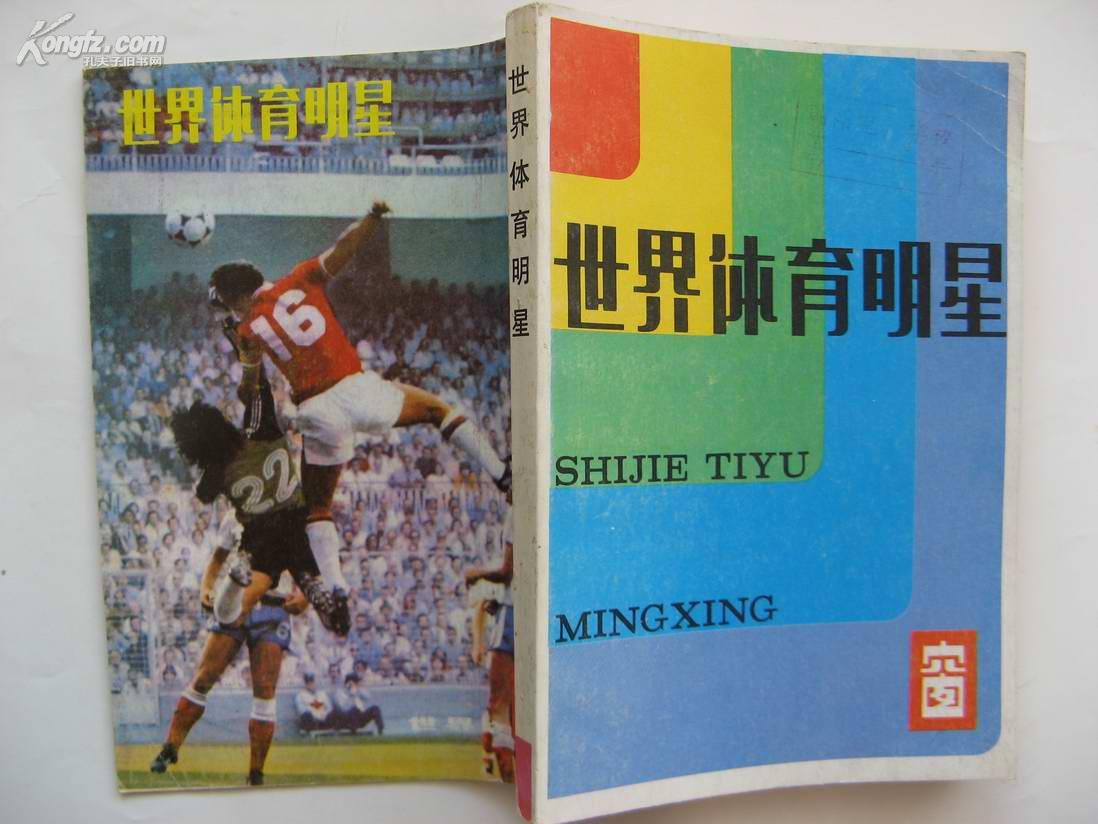 Kongfz.com
孔夫子旧书网
世界体育明星
16
22
6
世界体育明星
世界体育明星
SHIJIE TIYU
MINGXING